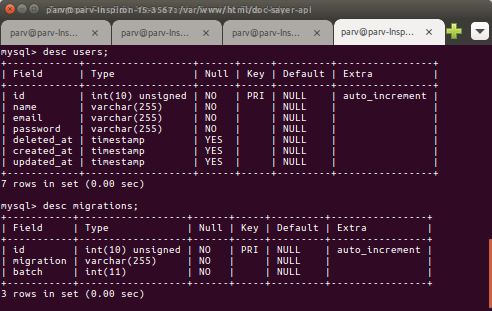 parv@parv-Inspiron-15-3567: /var/www/html/doc-sayer-api
parv@parv-Ins... × parv@parv-Ins... × parv@parv-Ins... × parv@parv-Insp... ×
mysql> desc users;
+------------+------------------+------+-----+---------+----------------+
| Field | Type | Null | Key | Default | Extra |
+------------+------------------+------+-----+---------+----------------+
| id | int(10) unsigned | NO | PRI | NULL | auto_increment |
| name | varchar(255) | NO | | NULL | |
| email | varchar(255) | NO | | NULL | |
| password | varchar(255) | NO | | NULL | |
| deleted_at | timestamp | YES | | NULL | |
| created_at | timestamp | YES | | NULL | |
| updated_at | timestamp | YES | | NULL | |
+------------+------------------+------+-----+---------+----------------+
7 rows in set (0.00 sec)
mysql> desc migrations;
+-----------+------------------+------+-----+---------+----------------+
| Field | Type | Null | Key | Default | Extra |
+-----------+------------------+------+-----+---------+----------------+
| id | int(10) unsigned | NO | PRI | NULL | auto_increment |
| migration | varchar(255) | NO | | NULL | |
| batch | int(11) | NO | | NULL | |
+-----------+------------------+------+-----+---------+----------------+
3 rows in set (0.00 sec)